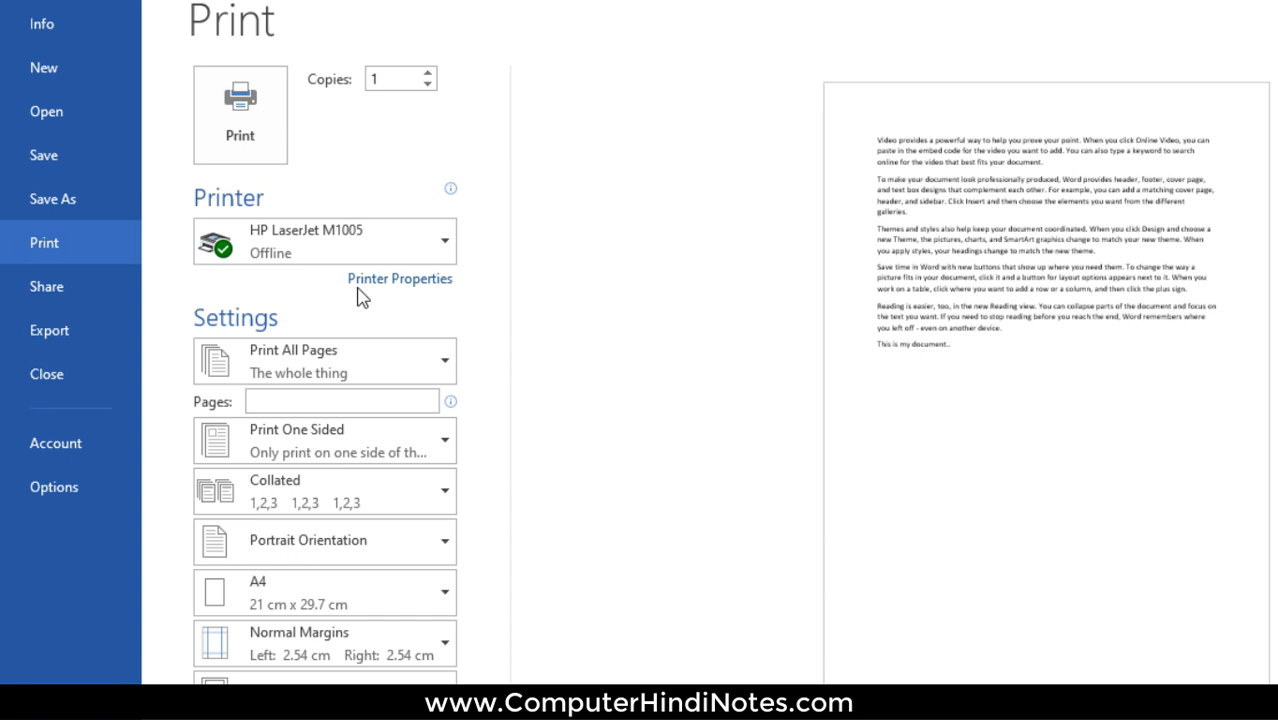 Info
New
Open
Save
Save As
Print
Share
Export
Close
Account
Options
Print
Print
Copies: 1
Printer
HP LaserJet M1005
Offline
Printer Properties
Settings
Print All Pages
The whole thing
Pages:
Print One Sided
Only print on one side of th...
Collated
1,2,3 1,2,3 1,2,3
Portrait Orientation
A4
21 cm x 29.7 cm
Normal Margins
Left: 2.54 cm Right: 2.54 cm
Video provides a powerful way to help you prove your point. When you click Online Video, you can
paste in the embed code for the video you want to add. You can also type a keyword to search
online for the video that best fits your document.
To make your document look professionally produced, Word provides header, footer, cover page,
and text box designs that complement each other. For example, you can add a matching cover page,
header, and sidebar. Click Insert and then choose the elements you want from the different
galleries.
Themes and styles also help keep your document coordinated. When you click Design and choose a
new Theme, the pictures, charts, and SmartArt graphics change to match your new theme. When
you apply styles, your headings change to match the new theme.
Save time in Word with new buttons that show up where you need them. To change the way a
picture fits in your document, click it and a button for layout options appears next to it. When you
work on a table, click where you want to add a row or a column, and then click the plus sign.
Reading is easier, too, in the new Reading view. You can collapse parts of the document and focus on
the text you want. If you need to stop reading before you reach the end, Word remembers where
you left off - even on another device.
This is my document..
www.ComputerHindiNotes.com